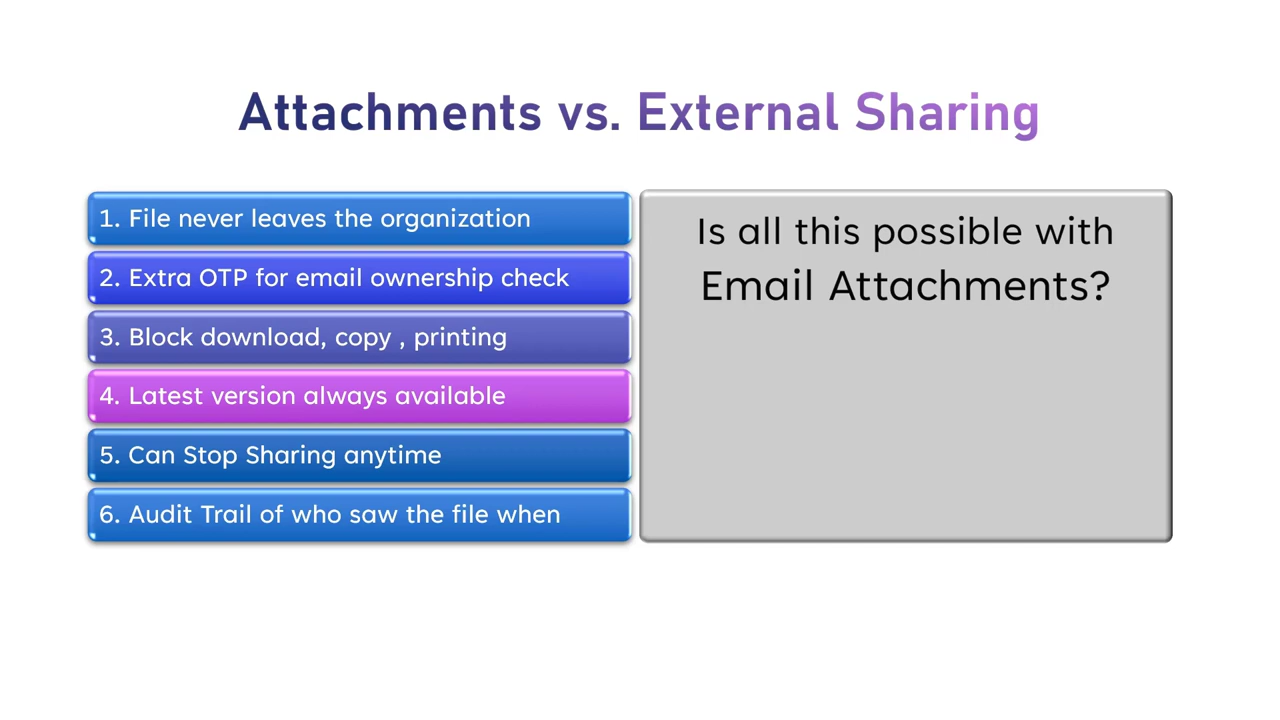 Attachments vs. External Sharing
1. File never leaves the organization
2. Extra OTP for email ownership check
3. Block download, copy , printing
4. Latest version always available
5. Can Stop Sharing anytime
6. Audit Trail of who saw the file when
Is all this possible with
Email Attachments?